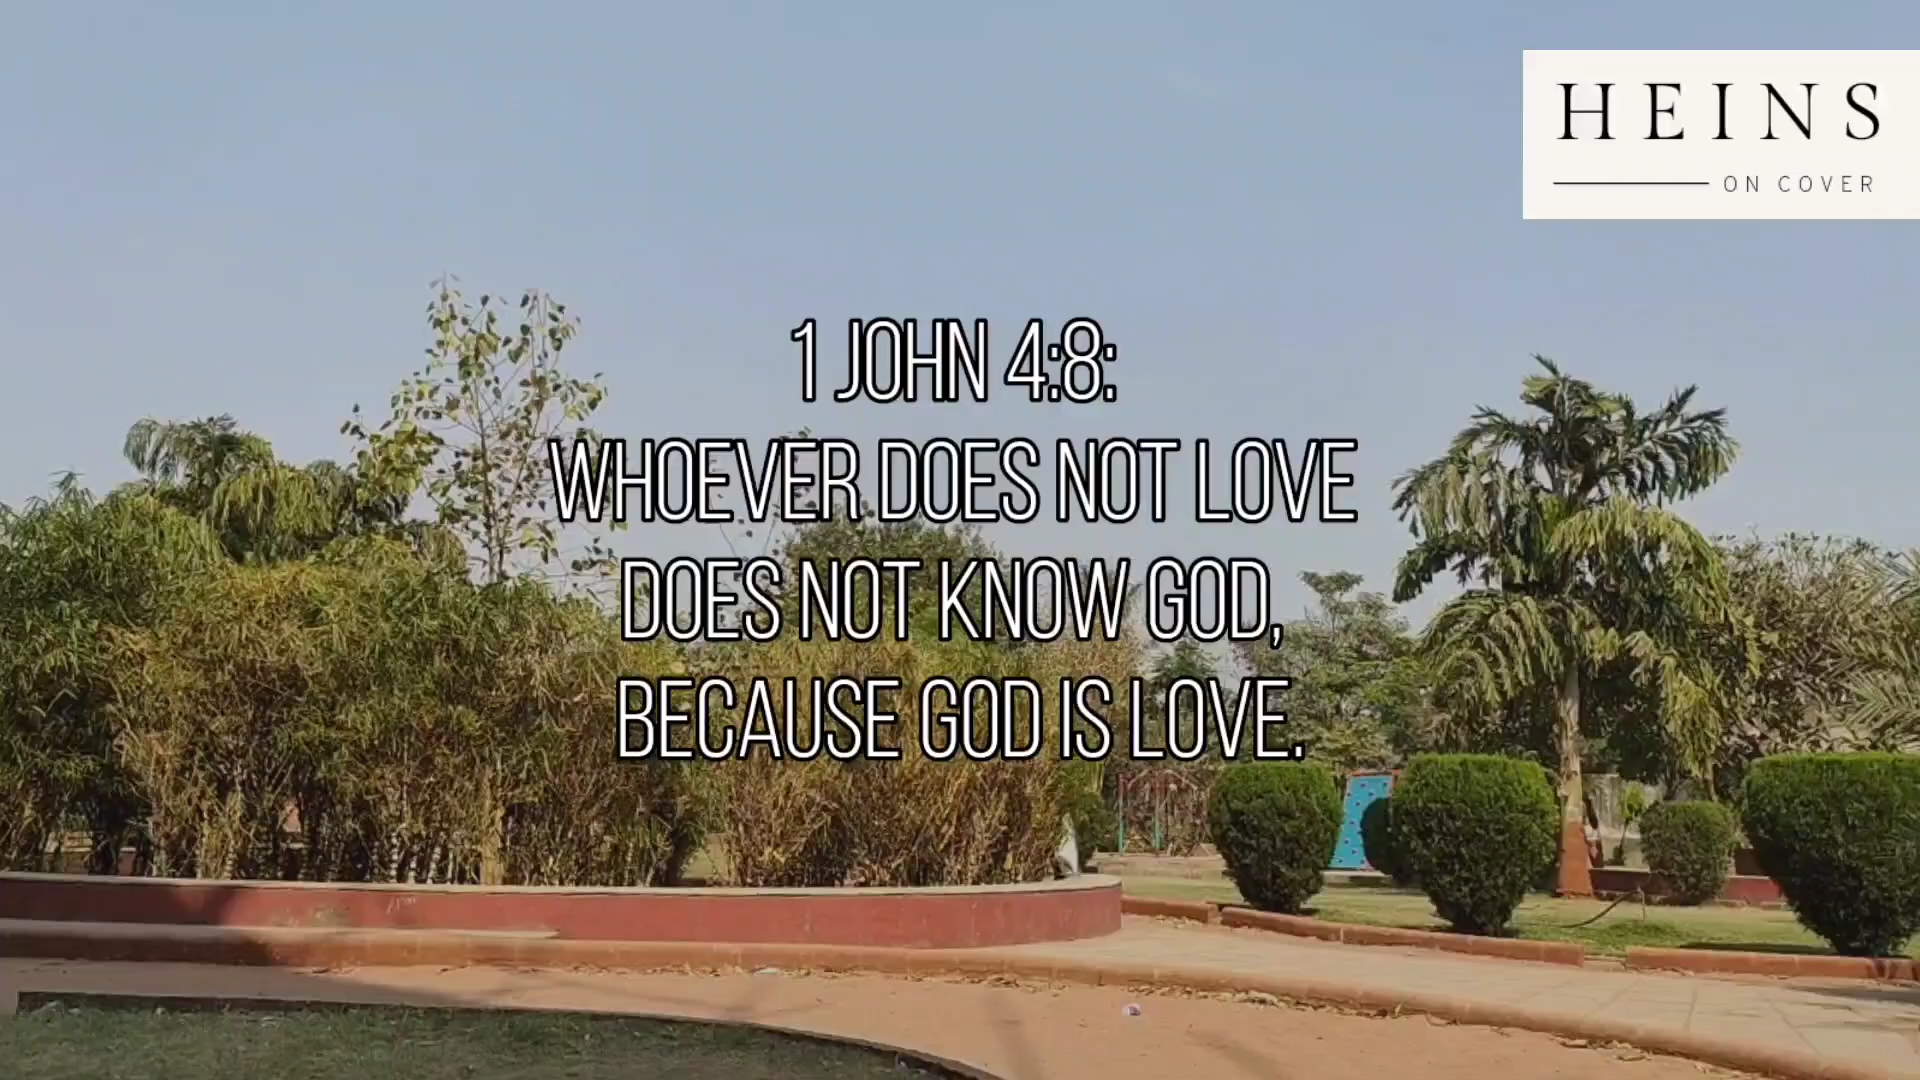 HEINS
ON COVER
1 JOHN 4:8:
WHOEVER DOES NOT LOVE
DOES NOT KNOW GOD,
BECAUSE GOD IS LOVE.